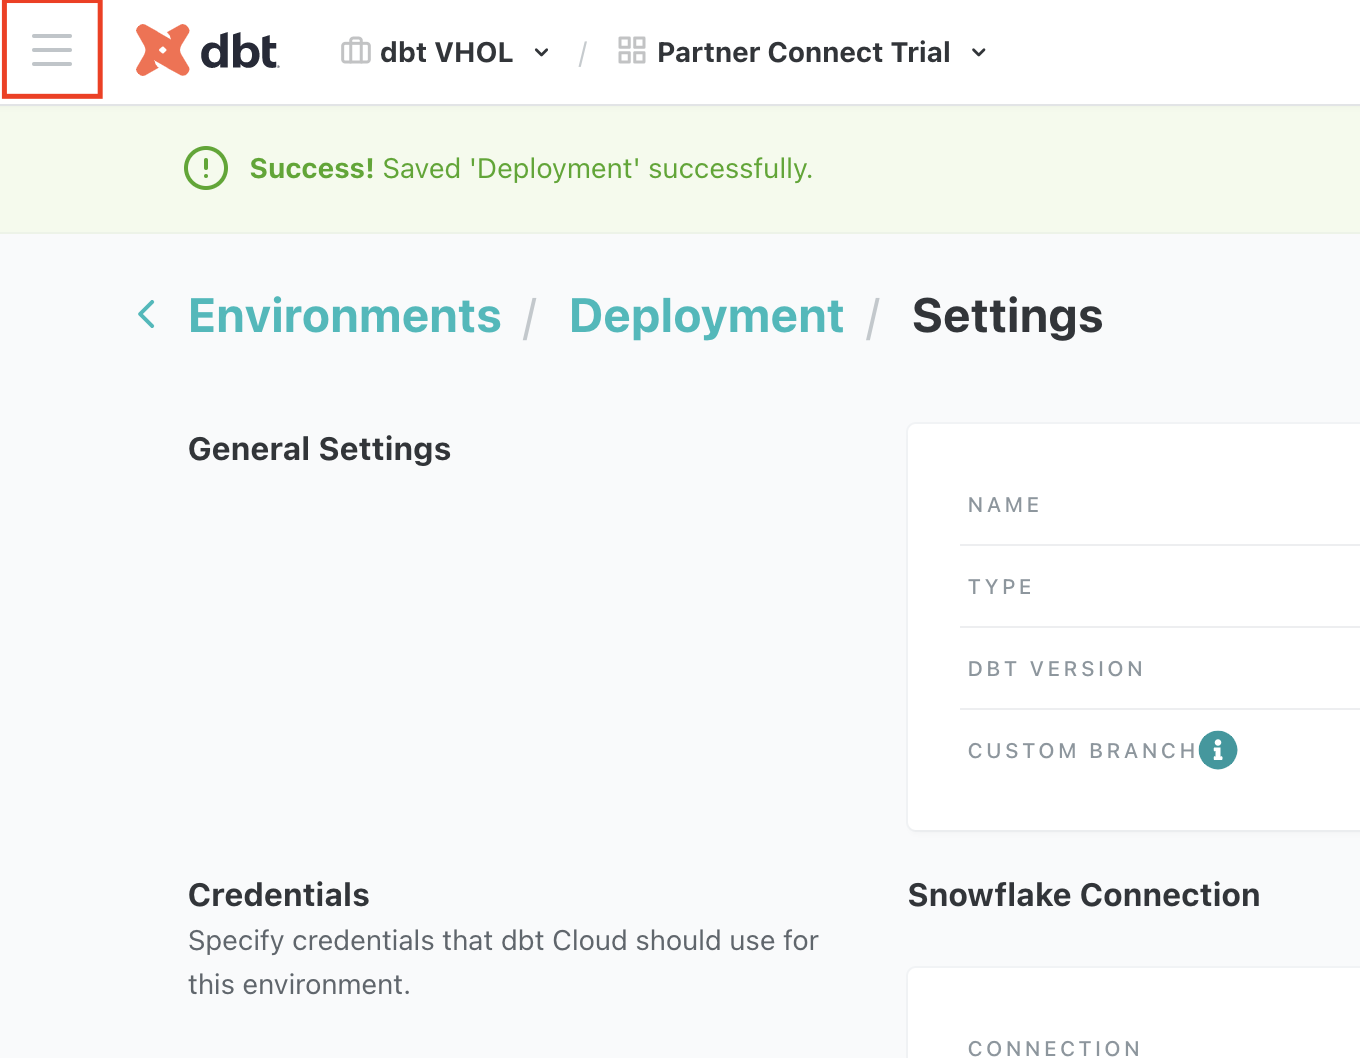 dbt dbt VHOL / Partner Connect Trial
Success! Saved 'Deployment' successfully.
Environments / Deployment / Settings
General Settings
NAME
TYPE
DBT VERSION
CUSTOM BRANCH
Credentials
Specify credentials that dbt Cloud should use for
this environment.
Snowflake Connection
CONNECTION